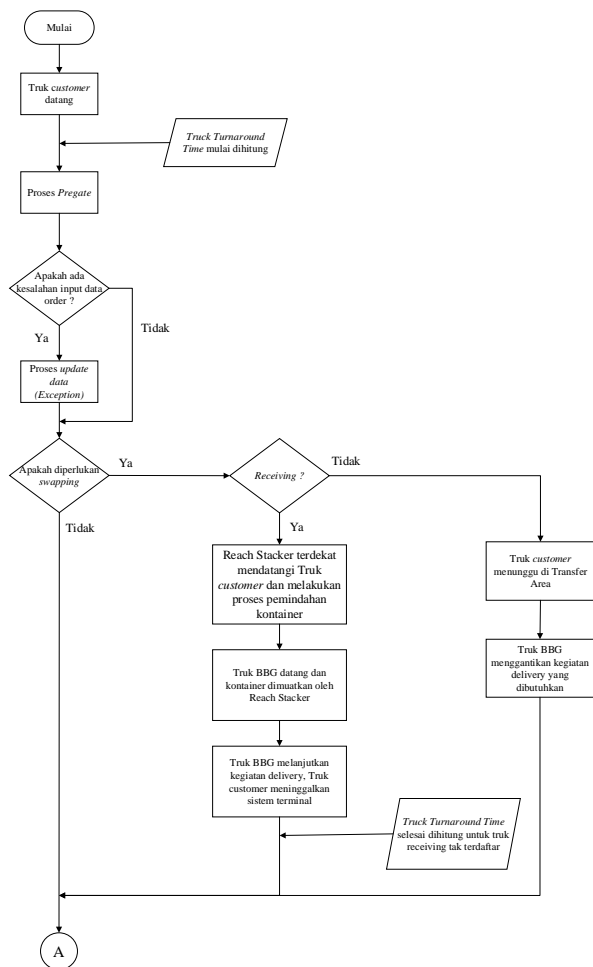 Mulai
Truk customer
datang
Truck Turnaround
Time mulai dihitung
Proses Pregate
Apakah ada
kesalahan input data
order ?
Tidak
Ya
Proses update
data
(Exception)
Apakah diperlukan
swapping
Ya
Receiving ?
Tidak
Tidak
Ya
Reach Stacker terdekat
mendatangi Truk
customer dan melakukan
proses pemindahan
kontainer
Truk customer
menunggu di Transfer
Area
Truk BBG datang dan
kontainer dimuatkan oleh
Reach Stacker
Truk BBG
menggantikan kegiatan
delivery yang
dibutuhkan
Truk BBG melanjutkan
kegiatan delivery, Truk
customer meninggalkan
sistem terminal
Truck Turnaround Time
selesai dihitung untuk truk
receiving tak terdaftar
A